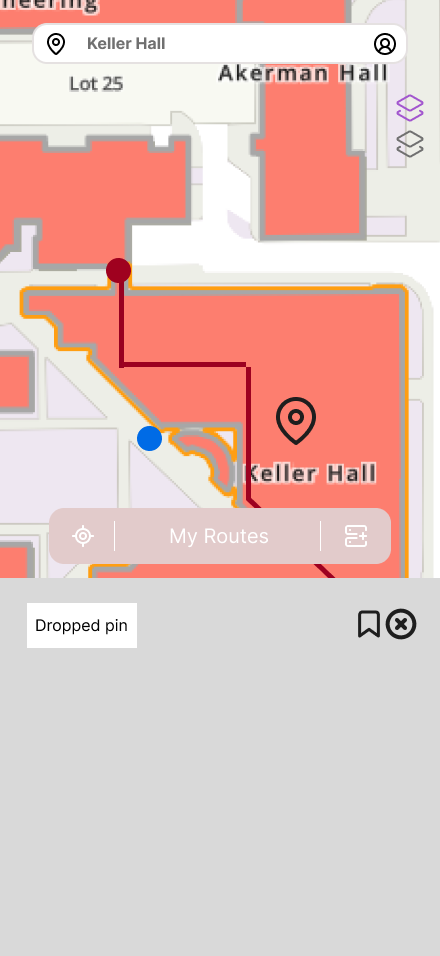 Keller Hall
Akerman Hall
Lot 25
Keller Hall
My Routes
Dropped pin